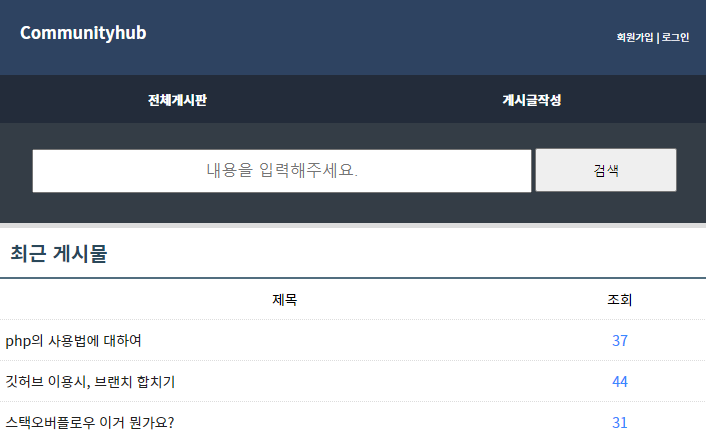 Communityhub
회원가입 | 로그인
전체게시판 게시글작성
내용을 입력해주세요. 검색
최근 게시물
제목 조회
php의 사용법에 대하여 37
깃허브 이용시, 브랜치 합치기 44
스택오버플로우 이거 뭔가요? 31